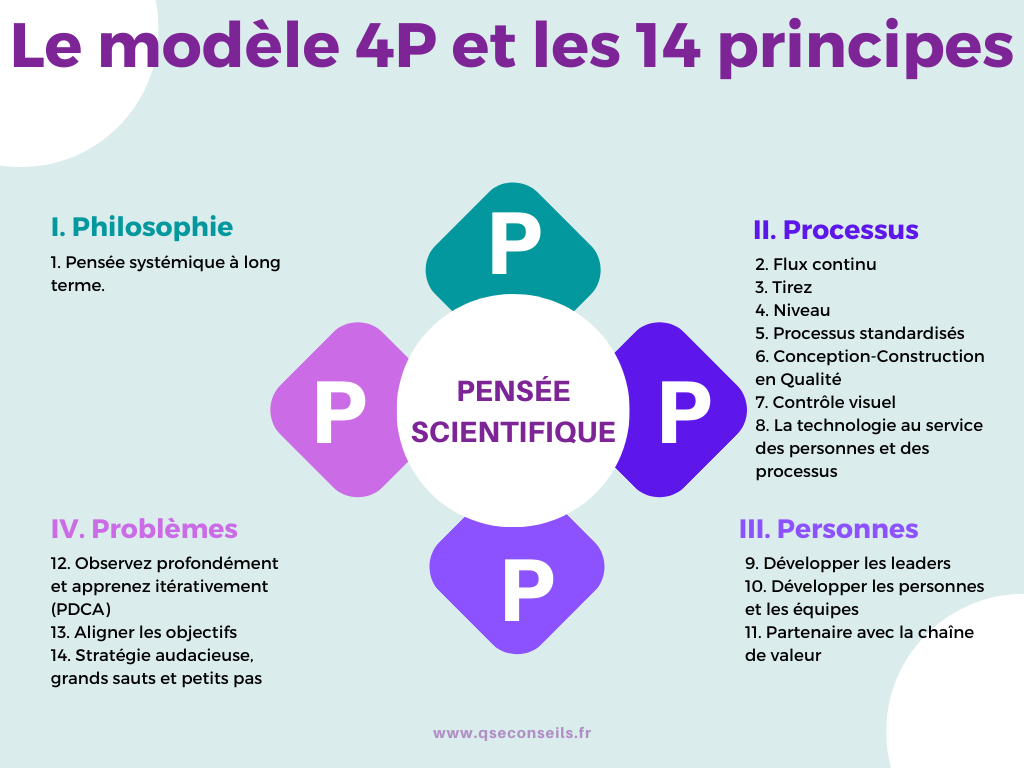 Le modèle 4P et les 14 principes
I. Philosophie
1. Pensée systémique à long
terme.
P
II. Processus
2. Flux continu
3. Tirez
4. Niveau
5. Processus standardisés
6. Conception-Construction
en Qualité
7. Contrôle visuel
8. La technologie au service
des personnes et des
processus
P
PENSÉE
SCIENTIFIQUE
P
IV. Problèmes
12. Observez profondément
et apprenez itérativement
(PDCA)
13. Aligner les objectifs
14. Stratégie audacieuse,
grands sauts et petits pas
P
III. Personnes
9. Développer les leaders
10. Développer les personnes
et les équipes
11. Partenaire avec la chaîne
de valeur
www.qseconseils.fr